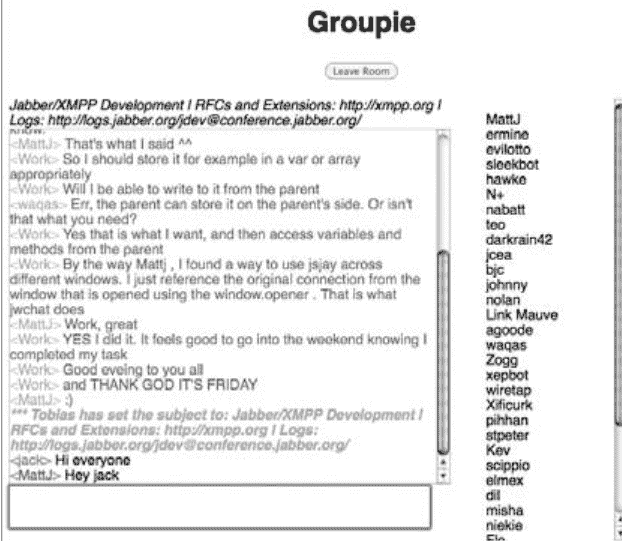 Groupie
Leave Room
Jabber/XMPP Development I RFCs and Extensions: http://xmpp.org I
Logs: http://logs.jabber.org/jdev@conference.jabber.org/
know.
<MattJ> That's what I said ^^
<Work> So I should store it for example in a var or array
appropriately
<Work> Will I be able to write to it from the parent
<waqas> Err, the parent can store it on the parent's side. Or isn't
that what you need?
<Work> Yes that is what I want, and then access variables and
methods from the parent
<Work> By the way Mattj , I found a way to use jsjay across
different windows. I just reference the original connection from the
window that is opened using the window.opener . That is what
jwchat does
<MattJ> Work, great
<Work> YES I did it. It feels good to go into the weekend knowing I
completed my task
<Work> Good eveing to you all
<Work> and THANK GOD IT'S FRIDAY
<MattJ> :)
*** Tobias has set the subject to: Jabber/XMPP Development I
RFCs and Extensions: http://xmpp.org I Logs:
http://logs.jabber.org/jdev@conference.jabber.org/
<jack> Hi everyone
<MattJ> Hey jack
MattJ
ermine
evilotto
sleekbot
hawke
N+
nabatt
teo
darkrain42
jcea
bjc
johnny
nolan
Link Mauve
agoode
waqas
Zogg
xepbot
wiretap
Xificurk
pihhan
stpeter
Kev
scippio
elmex
dil
misha
niekie